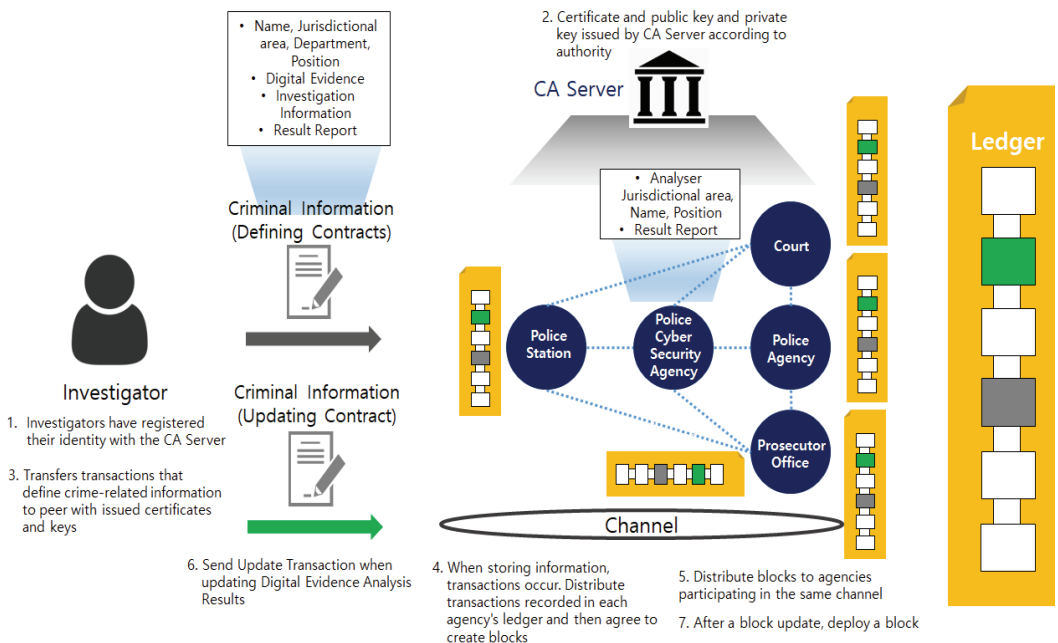 • Name, Jurisdictional
area, Department,
Position
• Digital Evidence
• Investigation
Information
• Result Report
2. Certificate and public key and private
key issued by CA Server according to
authority
CA Server
Ledger
Criminal Information
(Defining Contracts)
• Analyser
Jurisdictional area,
Name, Position
• Result Report
Court
Police
Station
Police
Cyber
Security
Agency
Police
Agency
Prosecutor
Office
Investigator
1. Investigators have registered
their identity with the CA Server
3. Transfers transactions that
define crime-related information
to peer with issued certificates
and keys
Criminal Information
(Updating Contract)
Channel
6. Send Update Transaction when
updating Digital Evidence Analysis
Results
4. When storing information,
transactions occur. Distribute
transactions recorded in each
agency's ledger and then agree to
create blocks
5. Distribute blocks to agencies
participating in the same channel
7. After a block update, deploy a block